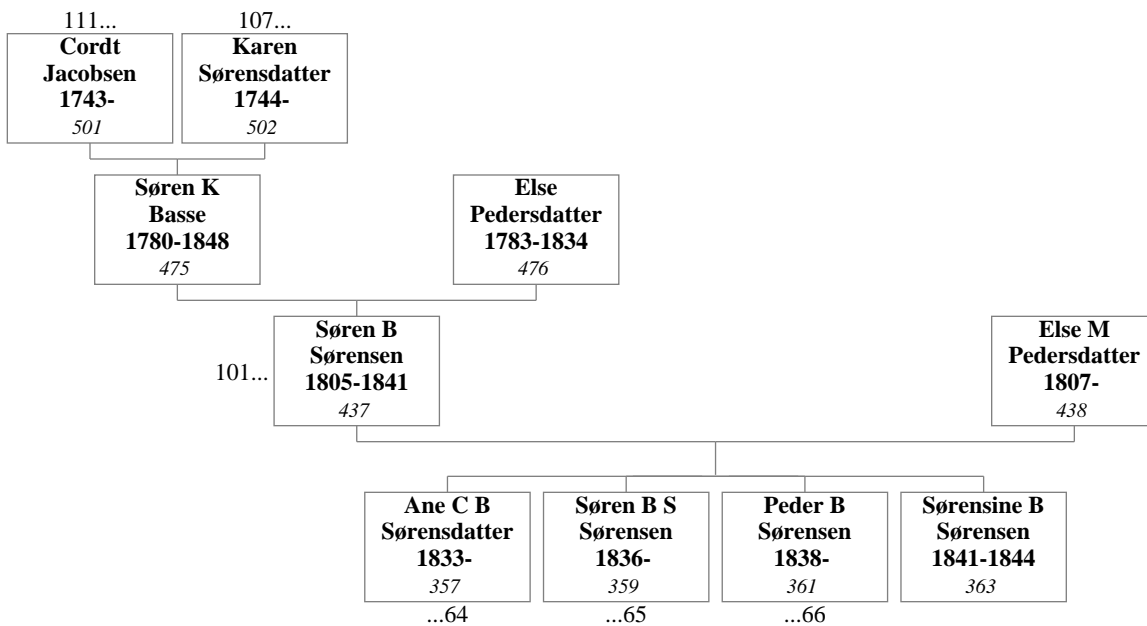 111...
Cordt
Jacobsen
1743-
501
107...
Karen
Sørensdatter
1744-
502
Søren K
Basse
1780-1848
475
Else
Pedersdatter
1783-1834
476
101...
Søren B
Sørensen
1805-1841
437
Else M
Pedersdatter
1807-
438
Ane C B
Sørensdatter
1833-
357
...64
Søren B S
Sørensen
1836-
359
...65
Peder B
Sørensen
1838-
361
...66
Sørensine B
Sørensen
1841-1844
363